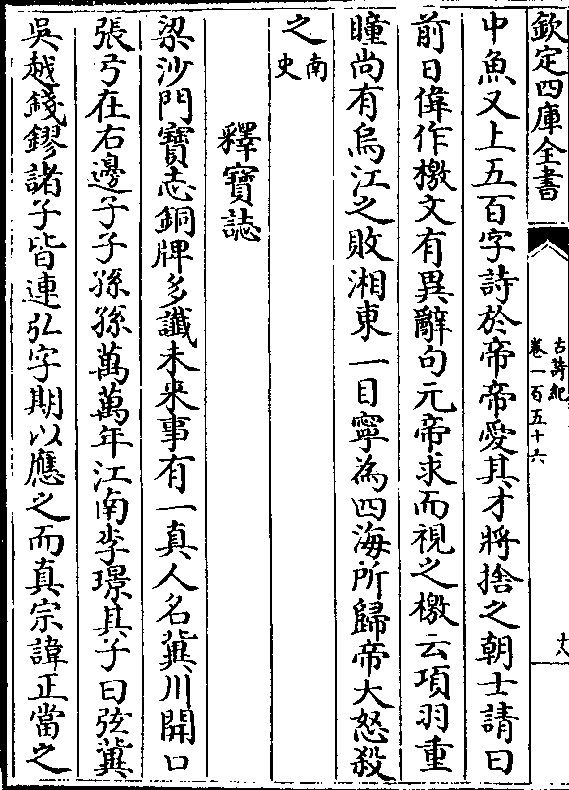 欽定四庫全書
古詩紀
卷一百五十六
中魚又上五百字詩於帝帝愛其才將捨之朝士請曰
前日偉作檄文有異辭句元帝求而視之檄云項羽重
瞳尚有烏江之敗湘東一目寧為四海所歸帝大怒殺
之南史
釋寶誌
梁沙門寶志銅牌多讖未来事有一真人名冀川開口
張弓在右邊子子孫孫萬萬年江南李璟其子曰弦冀
吳越錢鏐諸子皆連弘字期以應之而真宗諱正當之